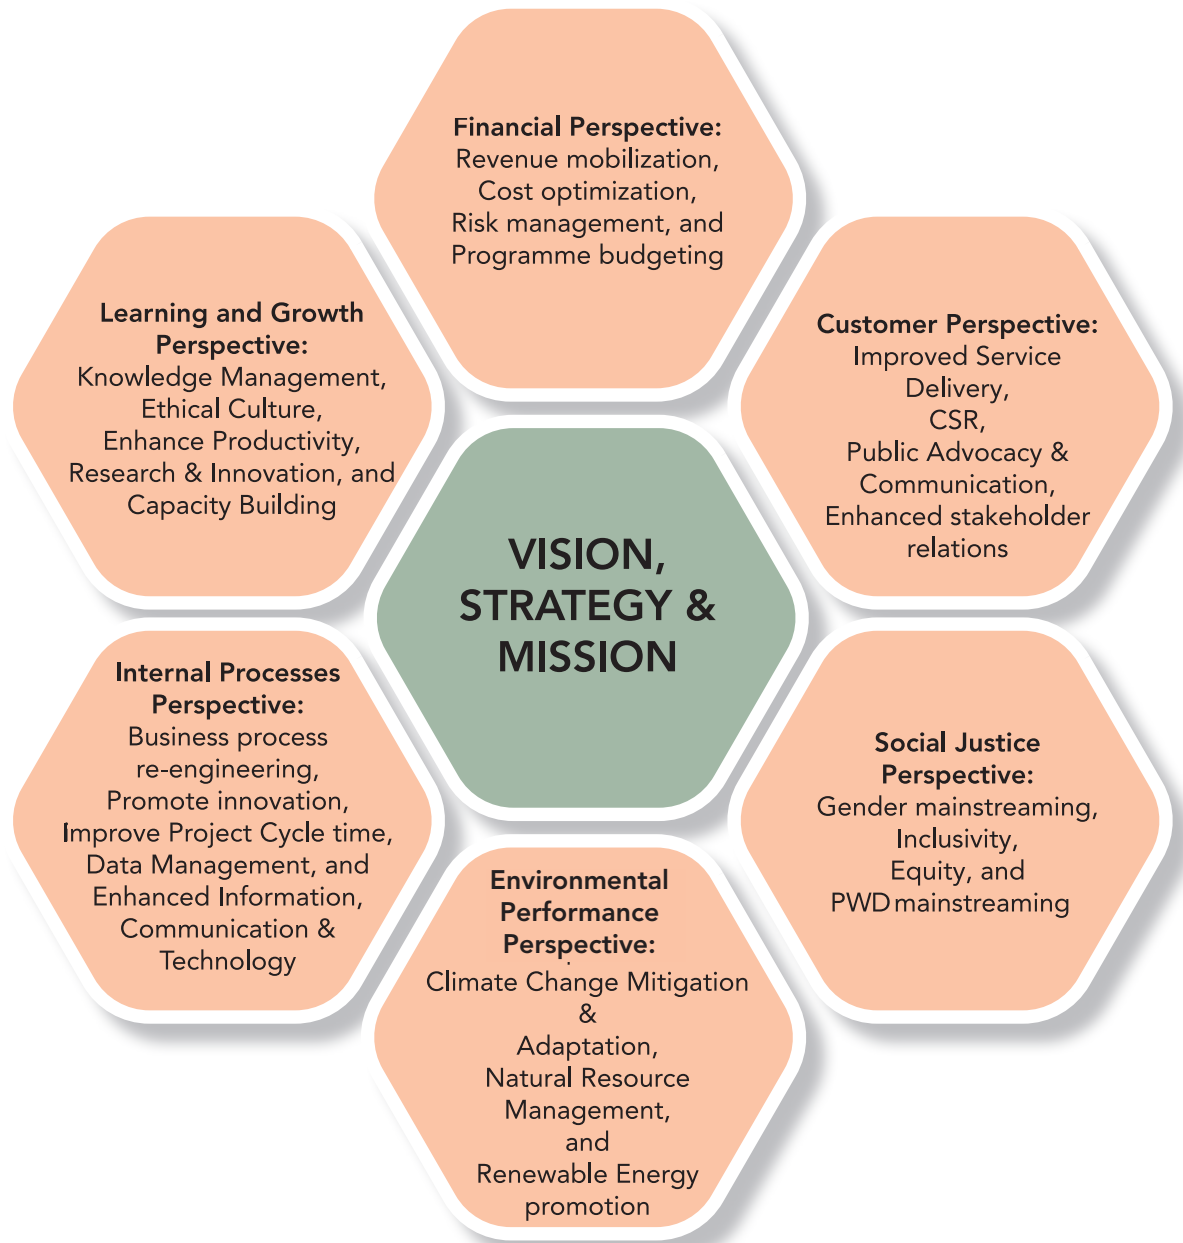 Financial Perspective:
Revenue mobilization,
Cost optimization,
Risk management, and
Programme budgeting
Learning and Growth
Perspective:
Knowledge Management,
Ethical Culture,
Enhance Productivity,
Research & Innovation, and
Capacity Building
Customer Perspective:
Improved Service
Delivery,
CSR,
Public Advocacy &
Communication,
Enhanced stakeholder
relations
VISION,
STRATEGY &
MISSION
Internal Processes
Perspective:
Business process
re-engineering,
Promote innovation,
Improve Project Cycle time,
Data Management, and
Enhanced Information,
Communication &
Technology
Social Justice
Perspective:
Gender mainstreaming,
Inclusivity,
Equity, and
PWD mainstreaming
Environmental
Performance
Perspective:
Climate Change Mitigation
&
Adaptation,
Natural Resource
Management,
and
Renewable Energy
promotion